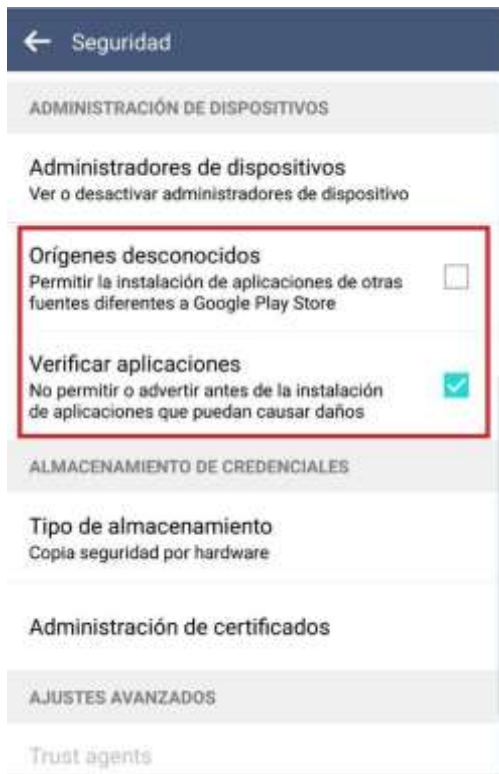 Seguridad
ADMINISTRACIÓN DE DISPOSITIVOS
Administradores de dispositivos
Ver o desactivar administradores de dispositivo
Orígenes desconocidos
Permitir la instalación de aplicaciones de otras
fuentes diferentes a Google Play Store
Verificar aplicaciones
No permitir o advertir antes de la instalación
de aplicaciones que puedan causar daños
ALMACENAMIENTO DE CREDENCIALES
Tipo de almacenamiento
Copia seguridad por hardware
Administración de certificados
AJUSTES AVANZADOS
Trust agents